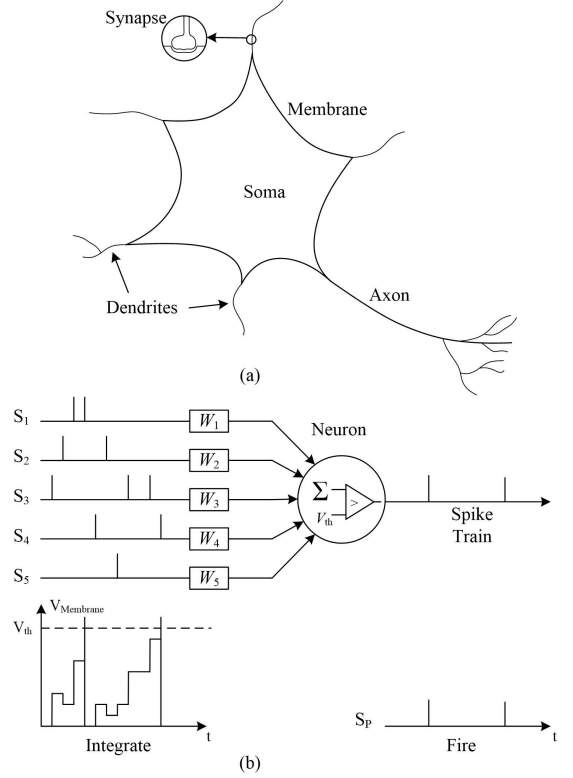 Synapse
Membrane
Soma
Dendrites
Axon
(a)
S1
W1
Neuron
S2
W2
S3
W3
Σ
Vth
>
Spike
Train
S4
W4
S5
W5
VMembrane
Vth
t
Integrate
SP
t
Fire
(b)